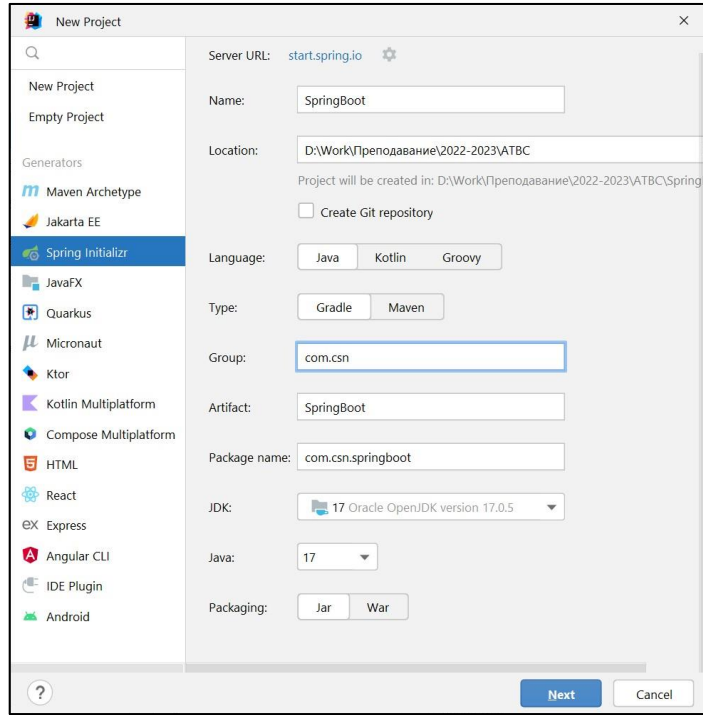 New Project
Server URL: start.spring.io
New Project
Empty Project
Name: SpringBoot
Location: D:\Work\Преподавание\2022-2023\АТВС
Project will be created in: D:\Work\Преподавание\2022-2023\АТВС\Spring
Create Git repository
Generators
Maven Archetype
Jakarta EE
Spring Initializr
JavaFX
Quarkus
Micronaut
Ktor
Kotlin Multiplatform
Compose Multiplatform
HTML
React
ex Express
Angular CLI
IDE Plugin
Android
Language: Java Kotlin Groovy
Type: Gradle Maven
Group: com.csn
Artifact: SpringBoot
Package name: com.csn.springboot
JDK: 17 Oracle OpenJDK version 17.0.5
Java: 17
Packaging: Jar War
? Next Cancel